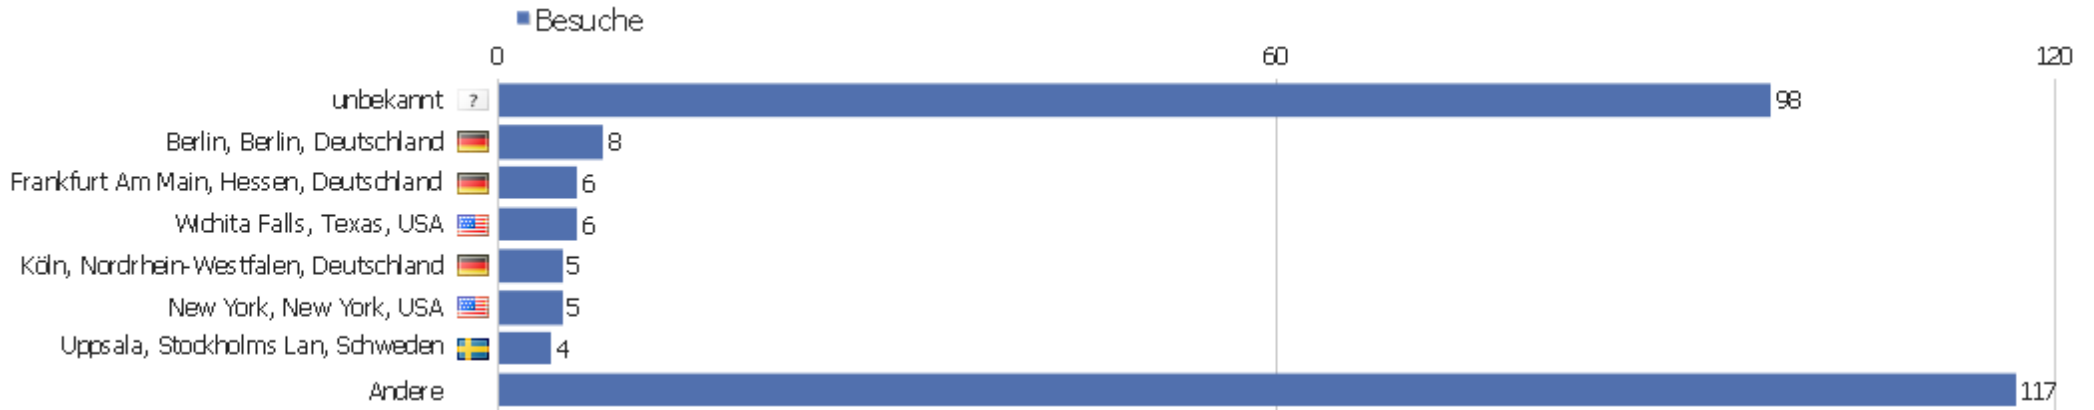 Besuche
0 60 120
unbekannt ? 98
Berlin, Berlin, Deutschland 8
Frankfurt Am Main, Hessen, Deutschland 6
Wichita Falls, Texas, USA 6
Köln, Nordrhein-Westfalen, Deutschland 5
New York, New York, USA 5
Uppsala, Stockholms Lan, Schweden 4
Andere 117